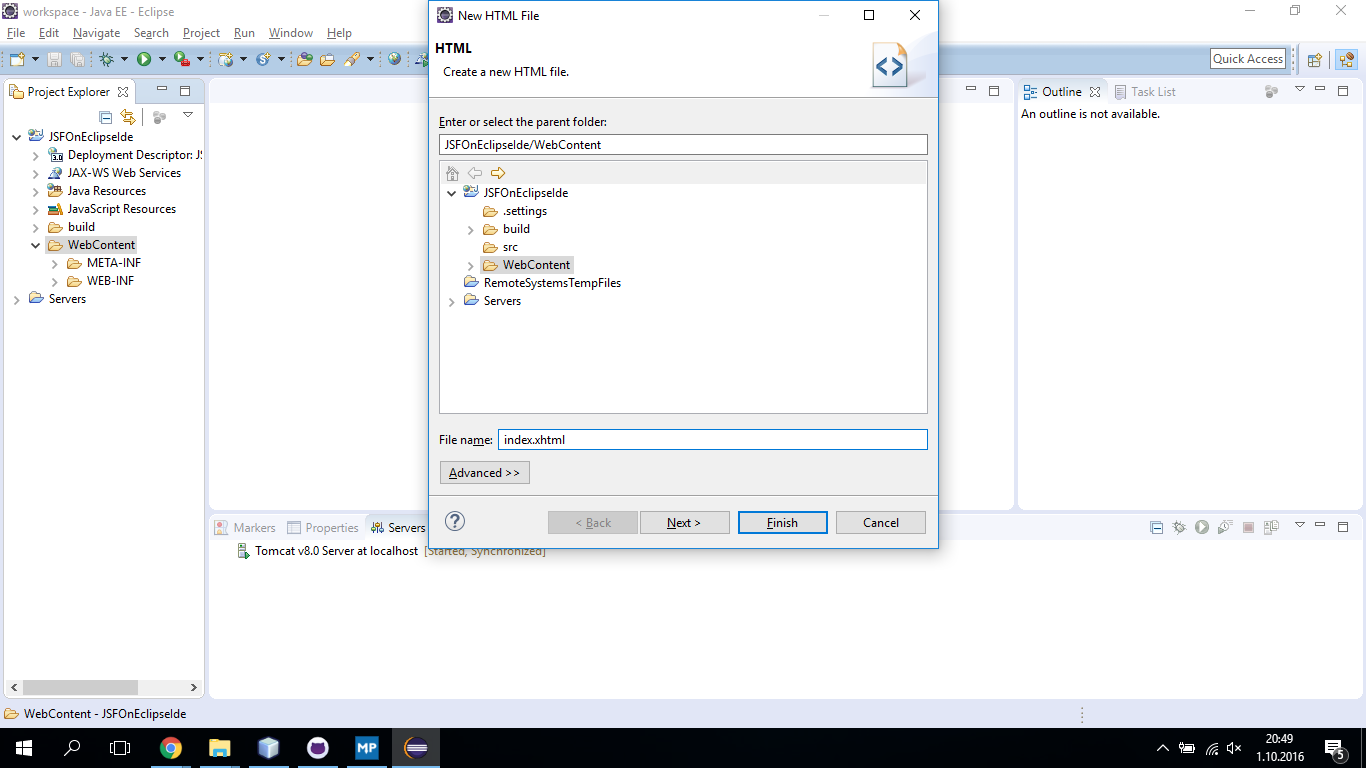 workspace - Java EE - Eclipse
File Edit Navigate Search Project Run Window Help
Quick Access
Project Explorer
JSFOnEclipseIde
Deployment Descriptor: JS
JAX-WS Web Services
Java Resources
JavaScript Resources
build
WebContent
META-INF
WEB-INF
Servers
New HTML File
HTML
Create a new HTML file.
Enter or select the parent folder:
JSFOnEclipseIde/WebContent
JSFOnEclipseIde
.settings
build
src
WebContent
RemoteSystemsTempFiles
Servers
File name: index.xhtml
Advanced >>
< Back Next > Finish Cancel
Outline Task List
An outline is not available.
Markers Properties Servers
Tomcat v8.0 Server at localhost [Started, Synchronized]
WebContent - JSFOnEclipseIde
MP
20:49
1.10.2016
5